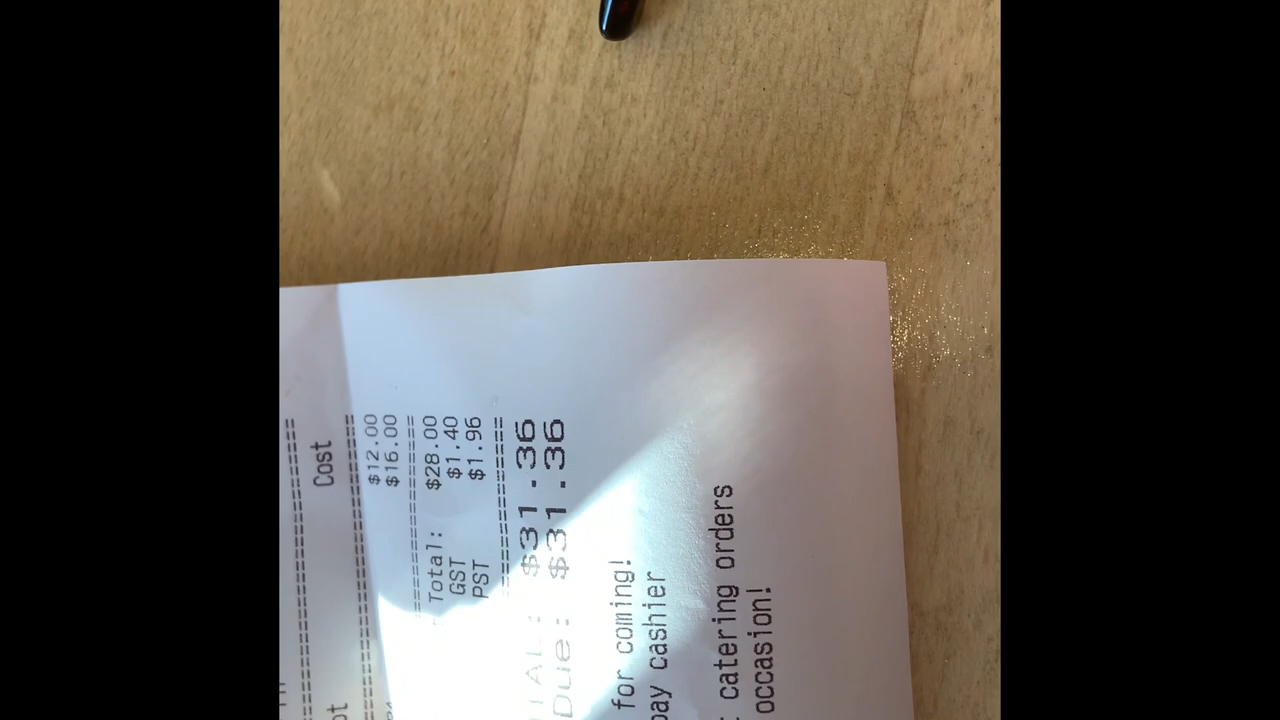 Cost
$12.00
$16.00
Total: $28.00
GST $1.40
PST $1.96
$31.36
Due: $31.36
for coming!
pay cashier
catering orders
occasion!